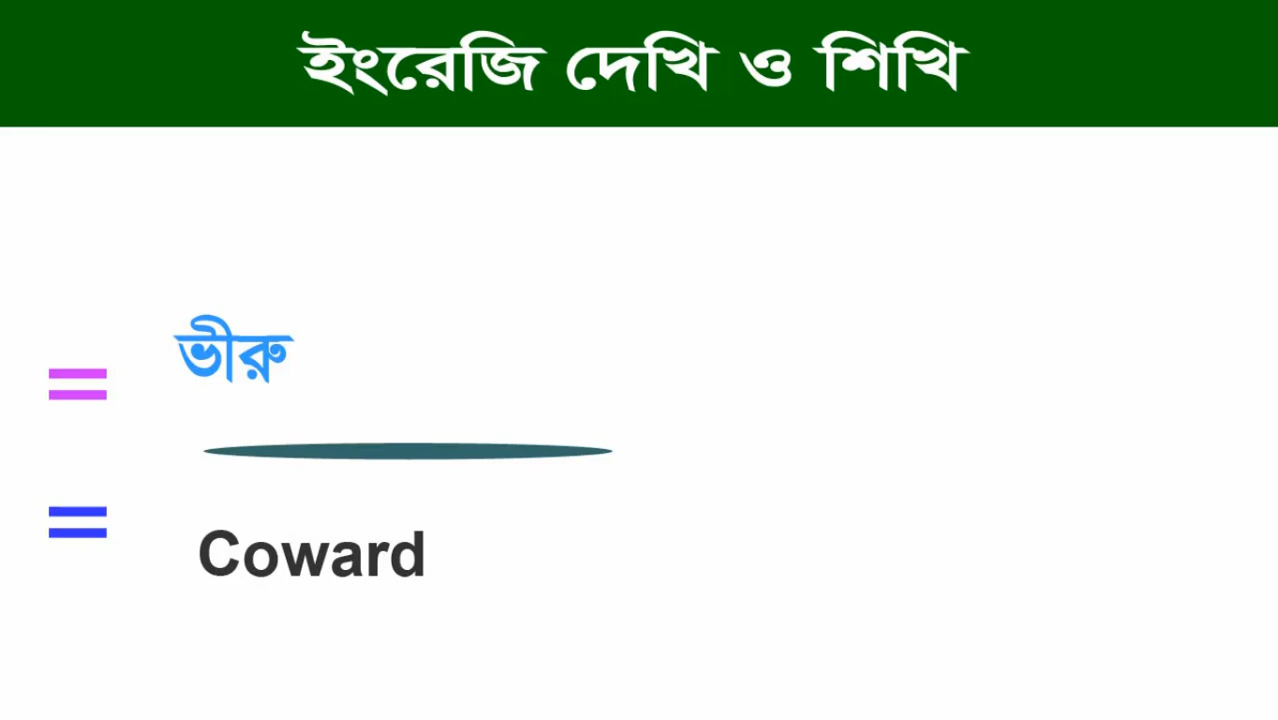 ইংরেজি দেখি ও শিখি
=
ভীরু
=
Coward